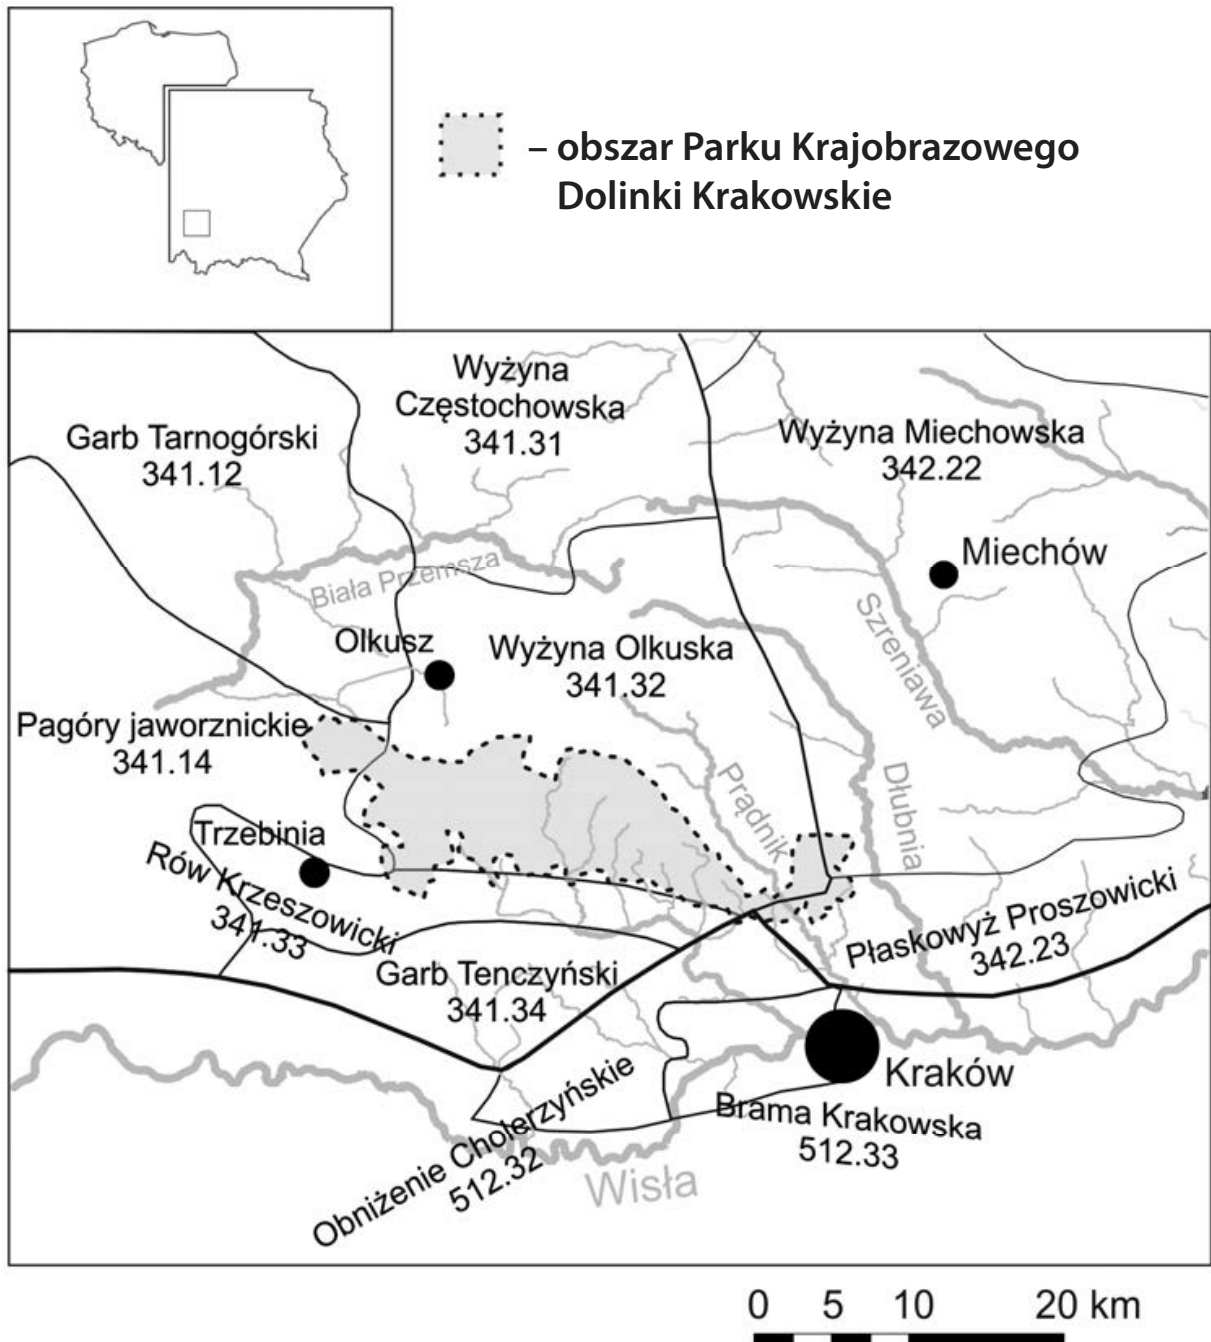 – obszar Parku Krajobrazowego
Dolinki Krakowskie
Wyżyna
Częstochowska
341.31
Garb Tarnogórski
341.12
Wyżyna Miechowska
342.22
Miechów
Biała Przemsza
Szreniawa
Olkusz
Wyżyna Olkuska
341.32
Pagóry jaworznickie
341.14
Prądnik
Dłubnia
Trzebinia
Rów Krzeszowicki
341.33
Płaskowyż Proszowicki
342.23
Garb Tenczyński
341.34
Kraków
Obniżenie Cholerzyńskie
512.32
Brama Krakowska
512.33
Wisła
0 5 10 20 km